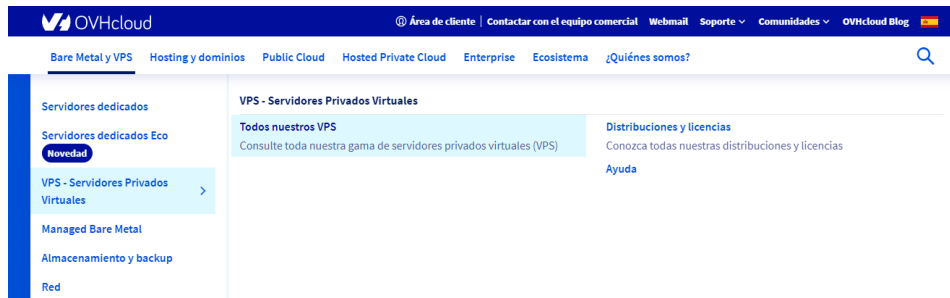 OVHcloud
Área de cliente | Contactar con el equipo comercial Webmail Soporte Comunidades OVHcloud Blog
Bare Metal y VPS Hosting y dominios Public Cloud Hosted Private Cloud Enterprise Ecosistema ¿Quiénes somos?
Servidores dedicados
Servidores dedicados Eco
Novedad
VPS - Servidores Privados
Virtuales
Managed Bare Metal
Almacenamiento y backup
Red
VPS - Servidores Privados Virtuales
Todos nuestros VPS
Consulte toda nuestra gama de servidores privados virtuales (VPS)
Distribuciones y licencias
Conozca todas nuestras distribuciones y licencias
Ayuda